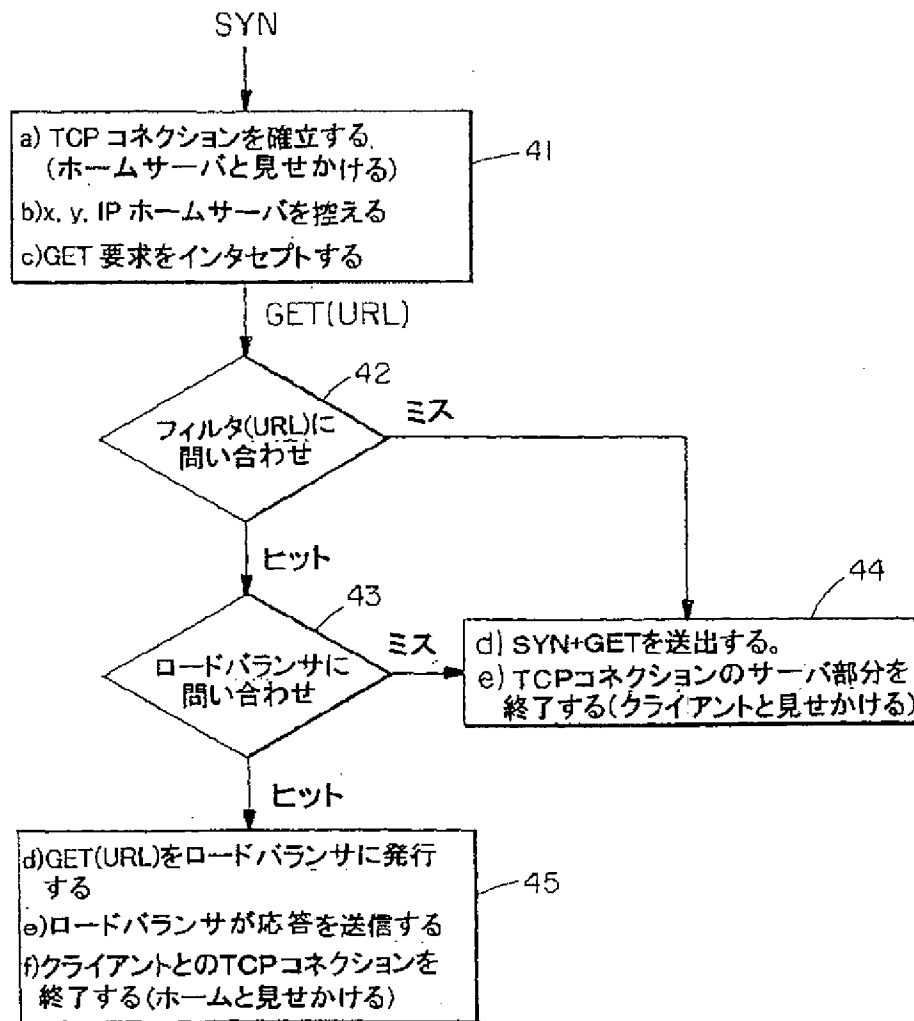 SYN
a) TCP コネクションを確立する.
(ホームサーバと見せかける)
41
b)x, y, IP ホームサーバを控える
c)GET 要求をインタセプトする
GET(URL)
42
ミス
フィルタ(URL)に
問い合わせ
ヒット
43
44
ミス
ロードバランサに
問い合わせ
d) SYN+GETを送出する。
e) TCPコネクションのサーバ部分を
終了する(クライアントと見せかける)
ヒット
d)GET(URL)をロードバランサに発行
する
45
e)ロードバランサが応答を送信する
f)クライアントとのTCPコネクションを
終了する(ホームと見せかける)